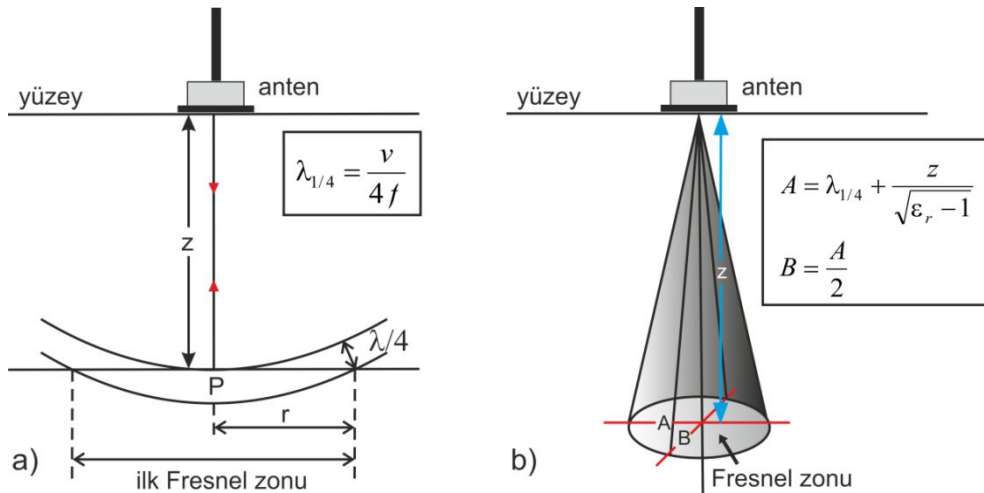 anten
yüzey
λ1/4 = v / 4f
z
λ/4
P
r
a)
ilk Fresnel zonu
anten
yüzey
A = λ1/4 + z / √(εr − 1)
B = A / 2
z
A
B
b)
Fresnel zonu